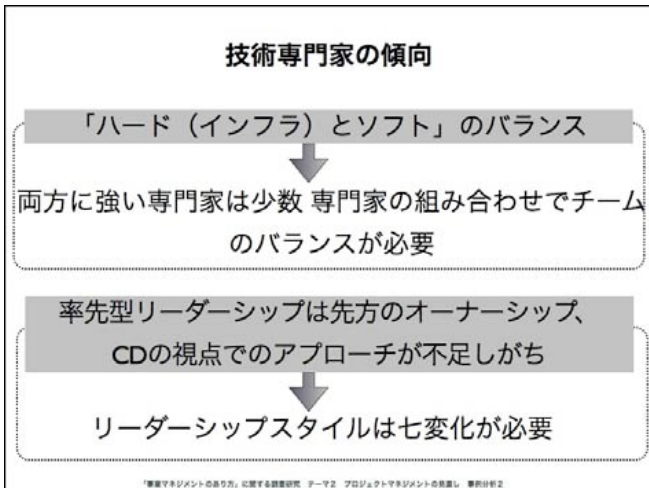 技術専門家の傾向
「ハード（インフラ）とソフト」のバランス
両方に強い専門家は少数 専門家の組み合わせでチーム
のバランスが必要
率先型リーダーシップは先方のオーナーシップ、
CDの視点でのアプローチが不足しがち
リーダーシップスタイルは七変化が必要
「事業マネジメントのあり方」に関する調査研究 テーマ2 プロジェクトマネジメントの見直し 事例分析2